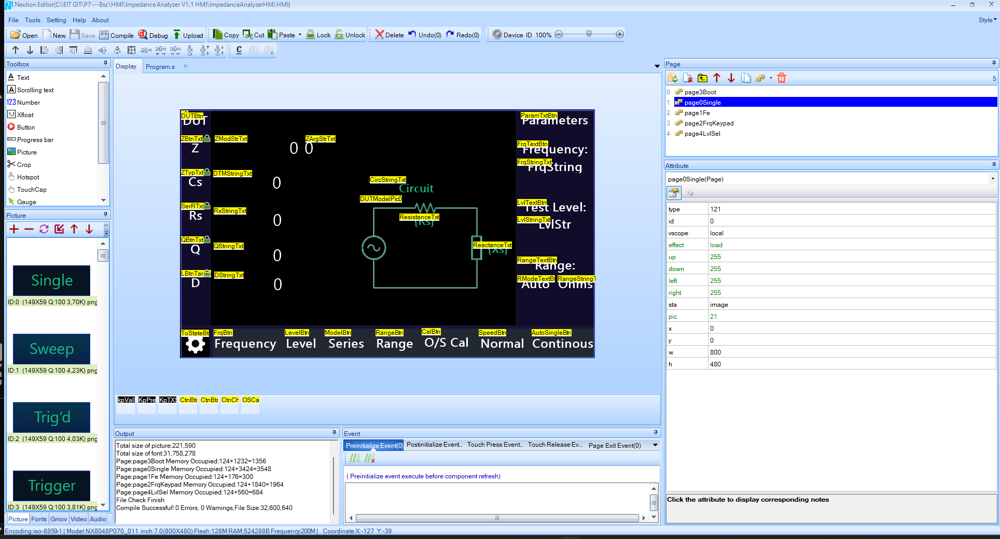 Nextion Editor(C:\EIT GIT\P7---Bsc\HMI\Impedance Analyzer V1.1 HMI\ImpedanceAnalyzerHMI.HMI)
File Tools Setting Help About
Style
Open New Save Compile Debug Upload Copy Cut Paste Lock Unlock Delete Undo(0) Redo(0) Device ID 100%
C
Toolbox
A Text
A Scrolling text
123 Number
1.1 Xfloat
Button
Progress bar
Picture
Crop
Hotspot
TouchCap
Gauge
Picture
Single
ID:0 (149X59 Q:100 3,70K) png
Sweep
ID:1 (149X59 Q:100 4,23K) png
Trig'd
ID:2 (149X59 Q:100 4,03K) png
Trigger
ID:3 (149X59 Q:100 3,81K) png
Picture Fonts Gmov Video Audio
Display Program.s
DUTBtn
DUT
ZBtnTxt ZModStrTxt ZArgStrTxt
Z 0 0
ZTypTxt DTMStringTxt
Cs 0
SerRTxt RxStringTxt
Rs 0
QBtnTxt QStringTxt
Q 0
LBtnTar DStringTxt
D 0
CircStringTxt
Circuit
DUTModelPic0
ResistanceTxt
{Rs}
ReactanceTxt
{Xs}
ParamTxtBtn
Parameters
FrqTextBtn
Frequency:
FrqStringTxt
FrqString
LvlTextBtn
Test Level:
LvlStringTxt
LvlStr
RangeTextBtn
Range:
RModeTextBt RangeStringT
Auto Ohms
ToStateBt FrqBtn LevelBtn ModelBtn RangeBtn CalBtn SpeedBtn AutoSingleBtn
Frequency Level Series Range O/S Cal Normal Continous
kpVal KpPre KpTX CtnBtr CtnBtr CtnCh OSCa
Output
Total size of picture:221,590
Total size of font:31,758,278
Page:page3Boot Memory Occupied:124+1232=1356
Page:page0Single Memory Occupied:124+3424=3548
Page:page1Fe Memory Occupied:124+176=300
Page:page2FrqKeypad Memory Occupied:124+1840=1964
Page:page4LvlSel Memory Occupied:124+560=684
File Check Finish
Compile Successful! 0 Errors, 0 Warnings,File Size:32,600,640
Event
Preinitialize Event(0) Postinitialize Event... Touch Press Event... Touch Release Ev... Page Exit Event(0)
( Preinitialize event execute before component refresh)
Page
5
0 page3Boot
1 page0Single
2 page1Fe
3 page2FrqKeypad
4 page4LvlSel
Attribute
page0Single(Page)
type 121
id 0
vscope local
effect load
up 255
down 255
left 255
right 255
sta image
pic 21
x 0
y 0
w 800
h 480
Click the attribute to display corresponding notes
Encoding:iso-8859-1 | Model:NX8048P070_011 inch:7.0(800X480) Flash:128M RAM:524288B Frequency:200M | Coordinate X:-127 Y:-39